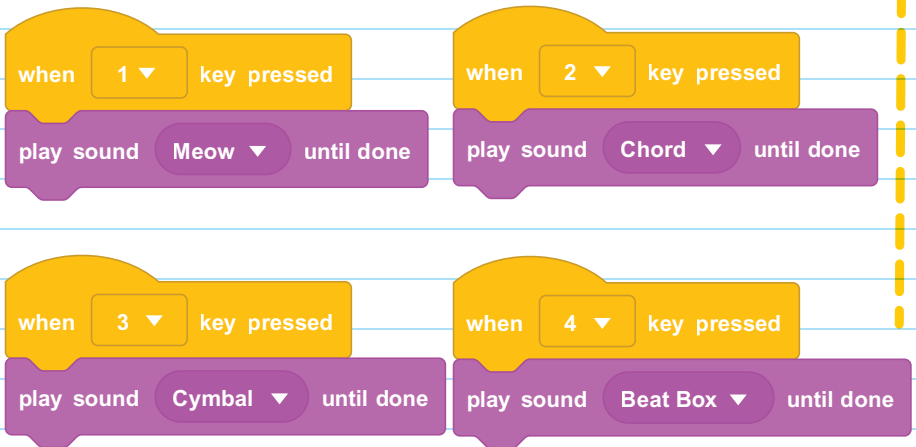 when 1 key pressed
play sound Meow until done
when 2 key pressed
play sound Chord until done
when 3 key pressed
play sound Cymbal until done
when 4 key pressed
play sound Beat Box until done